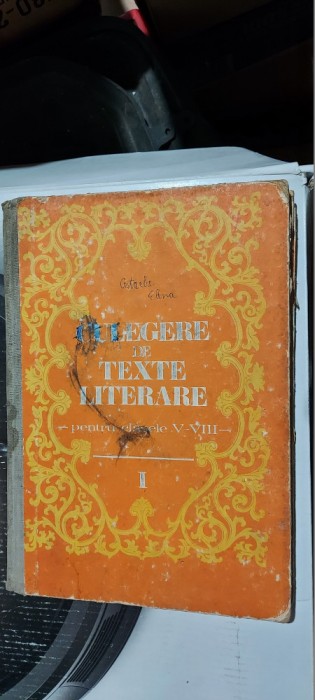 CULEGERE
DE
TEXTE
LITERARE
pentru clasele V-VIII
I